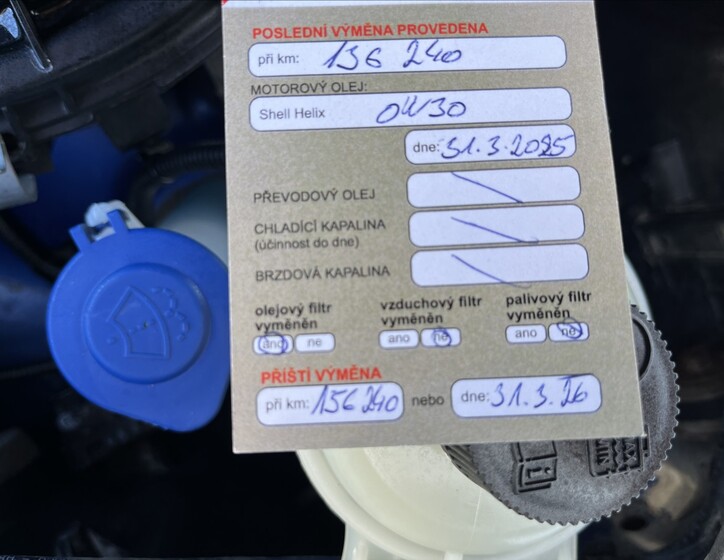 POSLEDNÍ VÝMĚNA PROVEDENA
při km: 136 240
MOTOROVÝ OLEJ:
Shell Helix 0W30
dne: 31.3.2025
PŘEVODOVÝ OLEJ
CHLADÍCÍ KAPALINA
(účinnost do dne)
BRZDOVÁ KAPALINA
olejový filtr vyměněn
ano ne
vzduchový filtr vyměněn
ano ne
palivový filtr vyměněn
ano ne
PŘÍŠTÍ VÝMĚNA
při km: 156 240 nebo dne: 31.3.26